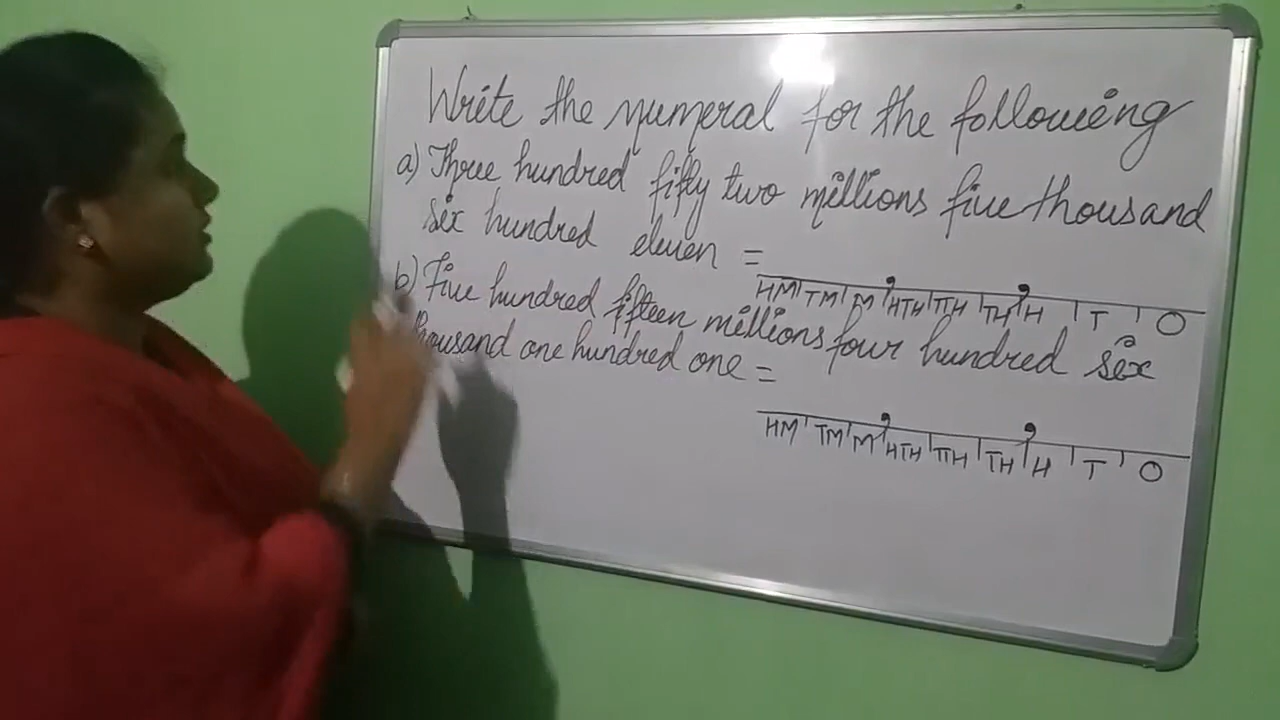 Write the numeral for the following
a) Three hundred fifty two millions five thousand
six hundred eleven =
HM TM M , HTH TTH TH , H T O
b) Five hundred fifteen millions four hundred six
thousand one hundred one =
HM TM M , HTH TTH TH , H T O